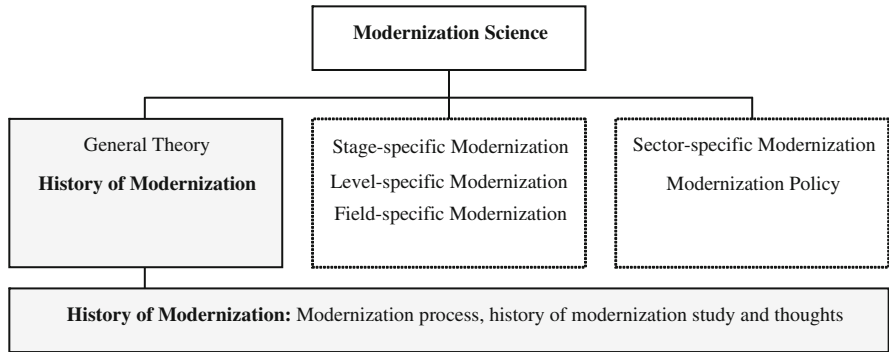 Modernization Science
General Theory
History of Modernization
Stage-specific Modernization
Level-specific Modernization
Field-specific Modernization
Sector-specific Modernization
Modernization Policy
History of Modernization: Modernization process, history of modernization study and thoughts